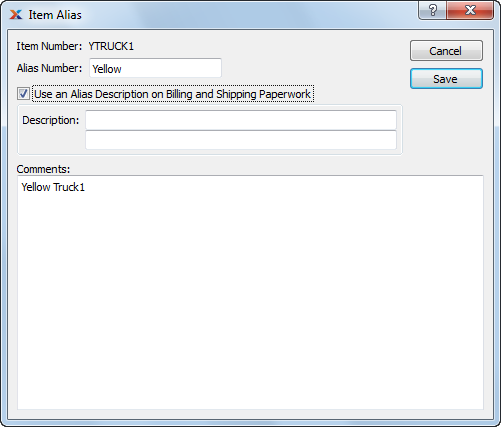 Item Alias
?
Item Number: YTRUCK1
Cancel
Alias Number: Yellow
Save
Use an Alias Description on Billing and Shipping Paperwork
Description:
Comments:
Yellow Truck1